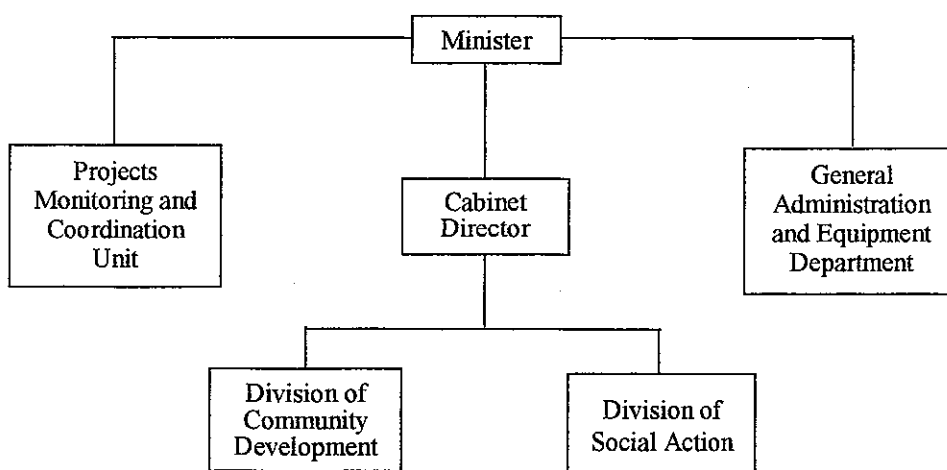 Minister
Projects
Monitoring and
Coordination
Unit
Cabinet
Director
General
Administration
and Equipment
Department
Division of
Community
Development
Division of
Social Action